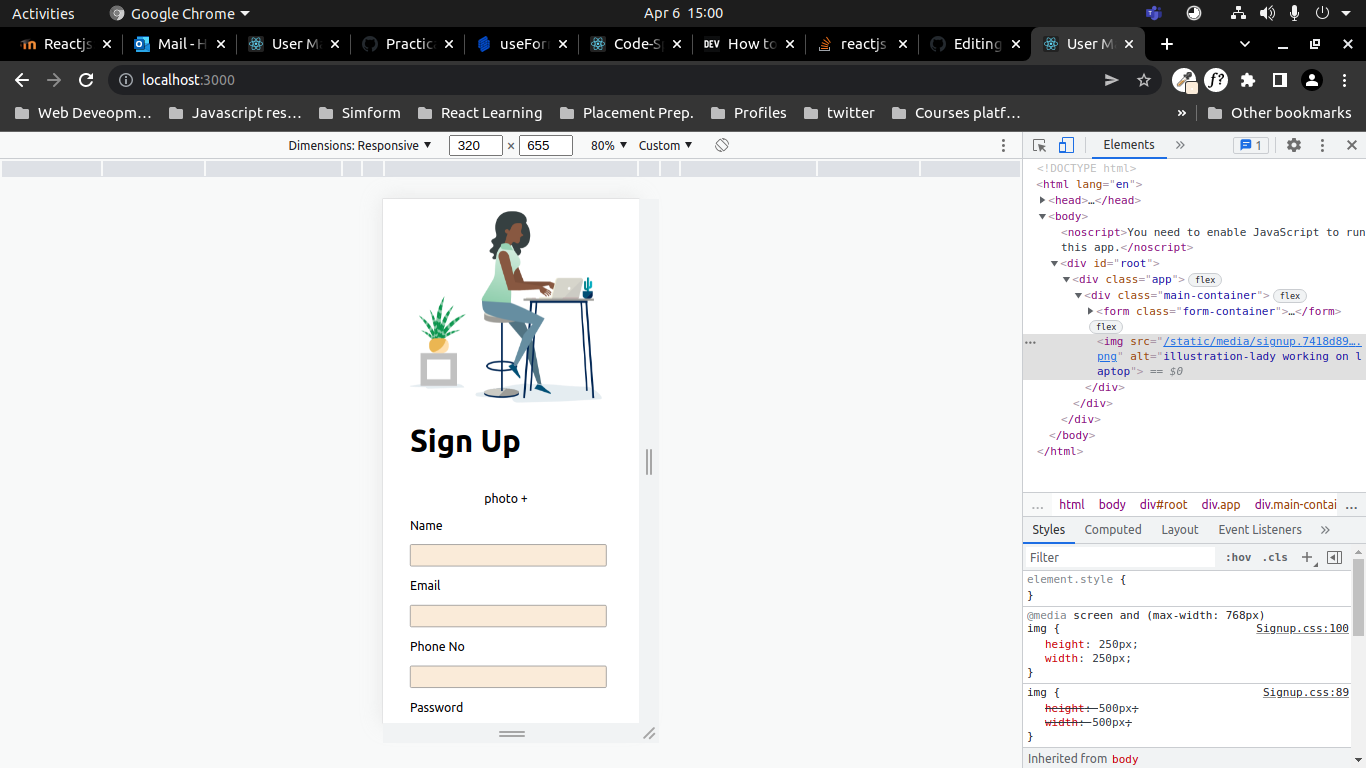 Activities Google Chrome Apr 6 15:00
Reactjs Mail - H User Ma Practica useForm Code-Sp DEV How to reactjs Editing User Ma
localhost:3000 f?
Web Deveopm… Javascript res… Simform React Learning Placement Prep. Profiles twitter Courses platf… » Other bookmarks
Dimensions: Responsive 320 × 655 80% Custom
Elements » 1
<!DOCTYPE html>
<html lang="en">
<head>…</head>
<body>
<noscript>You need to enable JavaScript to run
this app.</noscript>
<div id="root">
<div class="app"> flex
<div class="main-container"> flex
<form class="form-container">…</form>
flex
<img src="/static/media/signup.7418d89….
png" alt="illustration-lady working on l
aptop"> == $0
</div>
</div>
</div>
</body>
</html>
... html body div#root div.app div.main-contai ...
Styles Computed Layout Event Listeners »
Filter :hov .cls +
element.style {
}
@media screen and (max-width: 768px)
img { Signup.css:100
height: 250px;
width: 250px;
}
img { Signup.css:89
height: 500px;
width: 500px;
}
Inherited from body
Sign Up
photo +
Name
Email
Phone No
Password